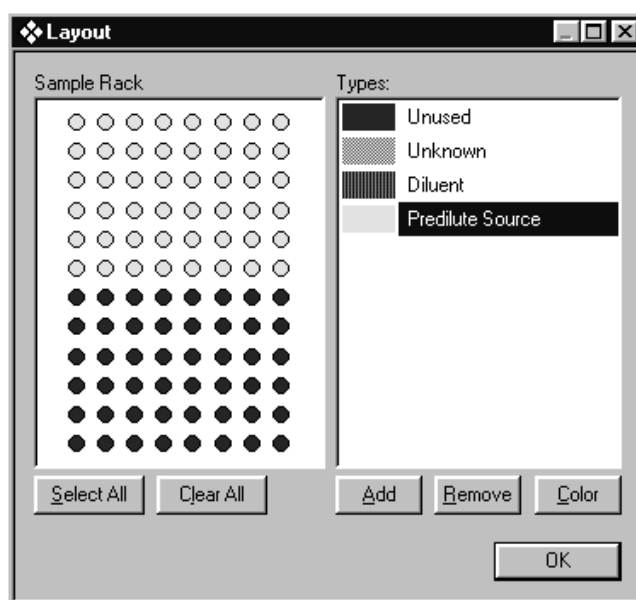 Layout
Sample Rack
Types:
Unused
Unknown
Diluent
Predilute Source
Select All
Clear All
Add
Remove
Color
OK